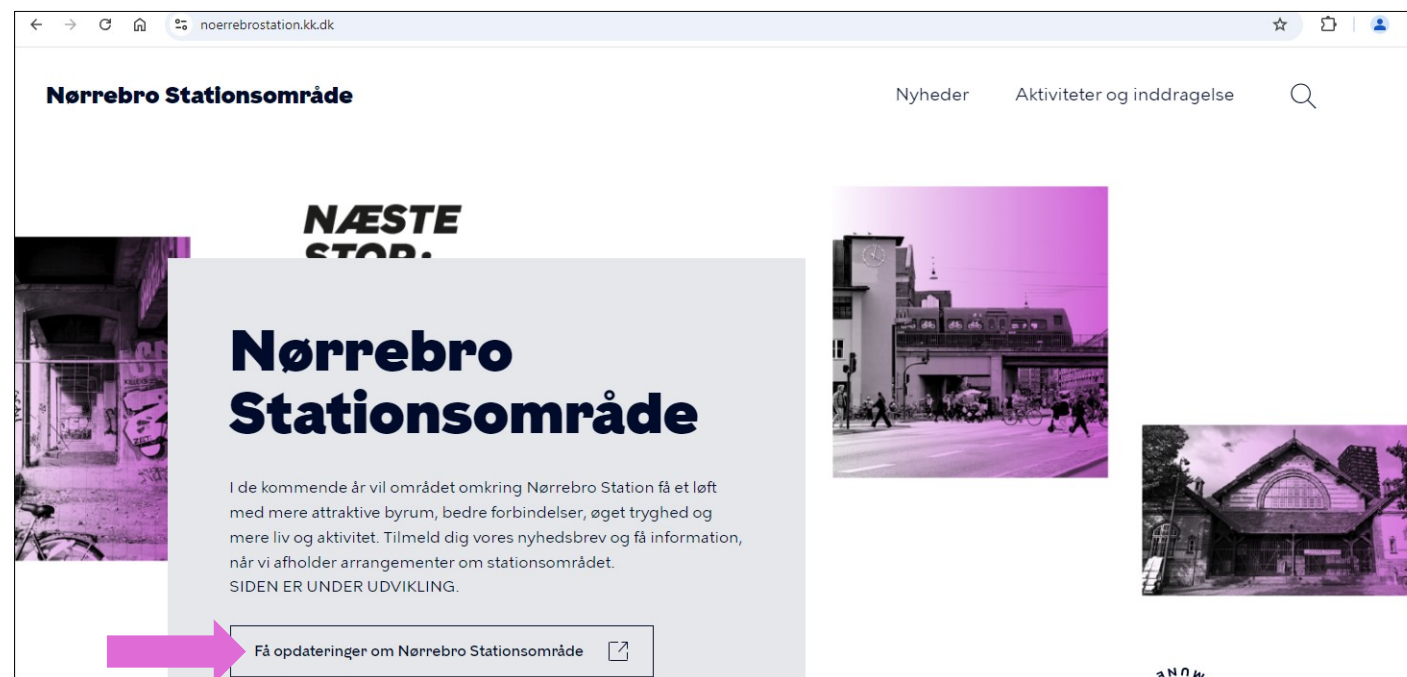 noerrebrostation.kk.dk
Nørrebro Stationsområde
Nyheder
Aktiviteter og inddragelse
NÆSTE
STOP:
Nørrebro
Stationsområde
I de kommende år vil området omkring Nørrebro Station få et løft
med mere attraktive byrum, bedre forbindelser, øget tryghed og
mere liv og aktivitet. Tilmeld dig vores nyhedsbrev og få information,
når vi afholder arrangementer om stationsområdet.
SIDEN ER UNDER UDVIKLING.
Få opdateringer om Nørrebro Stationsområde